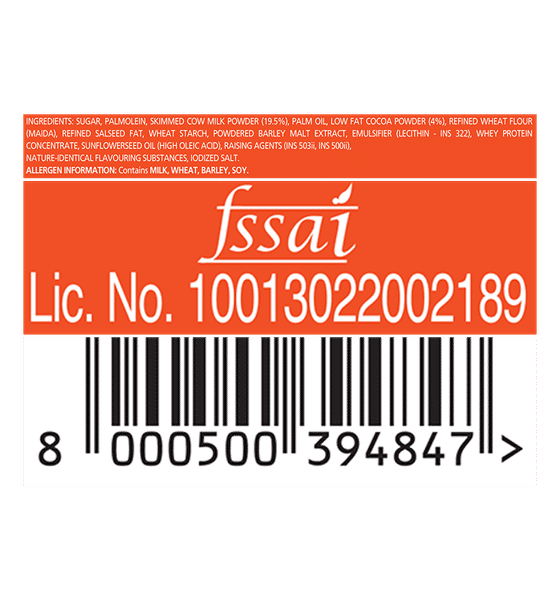 INGREDIENTS: SUGAR, PALMOLEIN, SKIMMED COW MILK POWDER (19.5%), PALM OIL, LOW FAT COCOA POWDER (4%), REFINED WHEAT FLOUR
(MAIDA), REFINED SALSEED FAT, WHEAT STARCH, POWDERED BARLEY MALT EXTRACT, EMULSIFIER (LECITHIN - INS 322), WHEY PROTEIN
CONCENTRATE, SUNFLOWERSEED OIL (HIGH OLEIC ACID), RAISING AGENTS (INS 503ii, INS 500ii),
NATURE-IDENTICAL FLAVOURING SUBSTANCES, IODIZED SALT.
ALLERGEN INFORMATION: Contains MILK, WHEAT, BARLEY, SOY.
fssai
Lic. No. 10013022002189
8 000500 394847 >